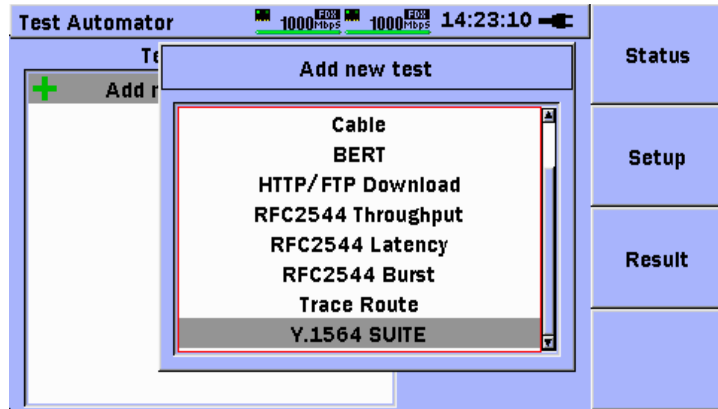 Test Automator 1000 FDX Mbps 1000 FDX Mbps 14:23:10
Status
Add new test
Add
Cable
BERT
Setup
HTTP/FTP Download
RFC2544 Throughput
RFC2544 Latency
Result
RFC2544 Burst
Trace Route
Y.1564 SUITE